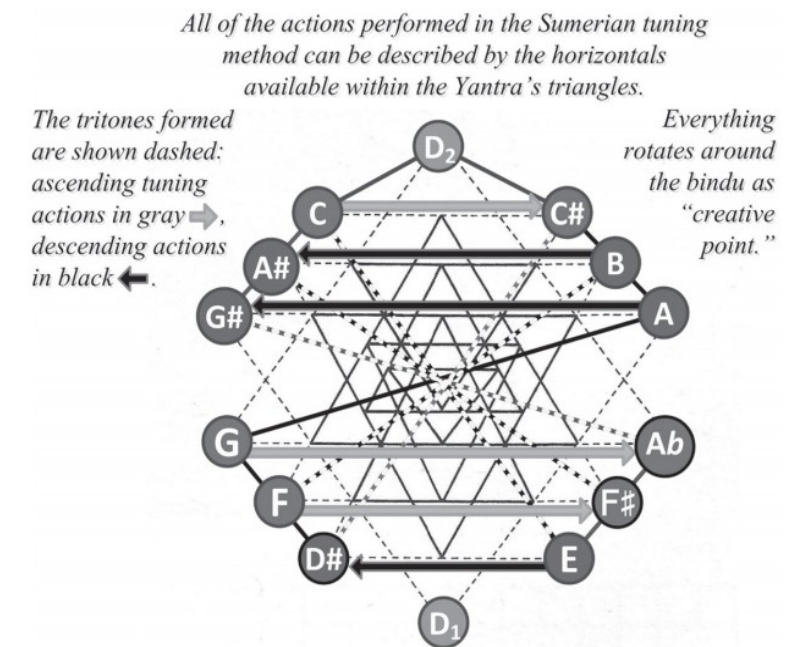 All of the actions performed in the Sumerian tuning
method can be described by the horizontals
available within the Yantra's triangles.
The tritones formed
are shown dashed:
ascending tuning
actions in gray ,
descending actions
in black .
Everything
rotates around
the bindu as
“creative
point.”
D₂
C
C#
A#
B
G#
A
G
Ab
F
F#
D#
E
D₁